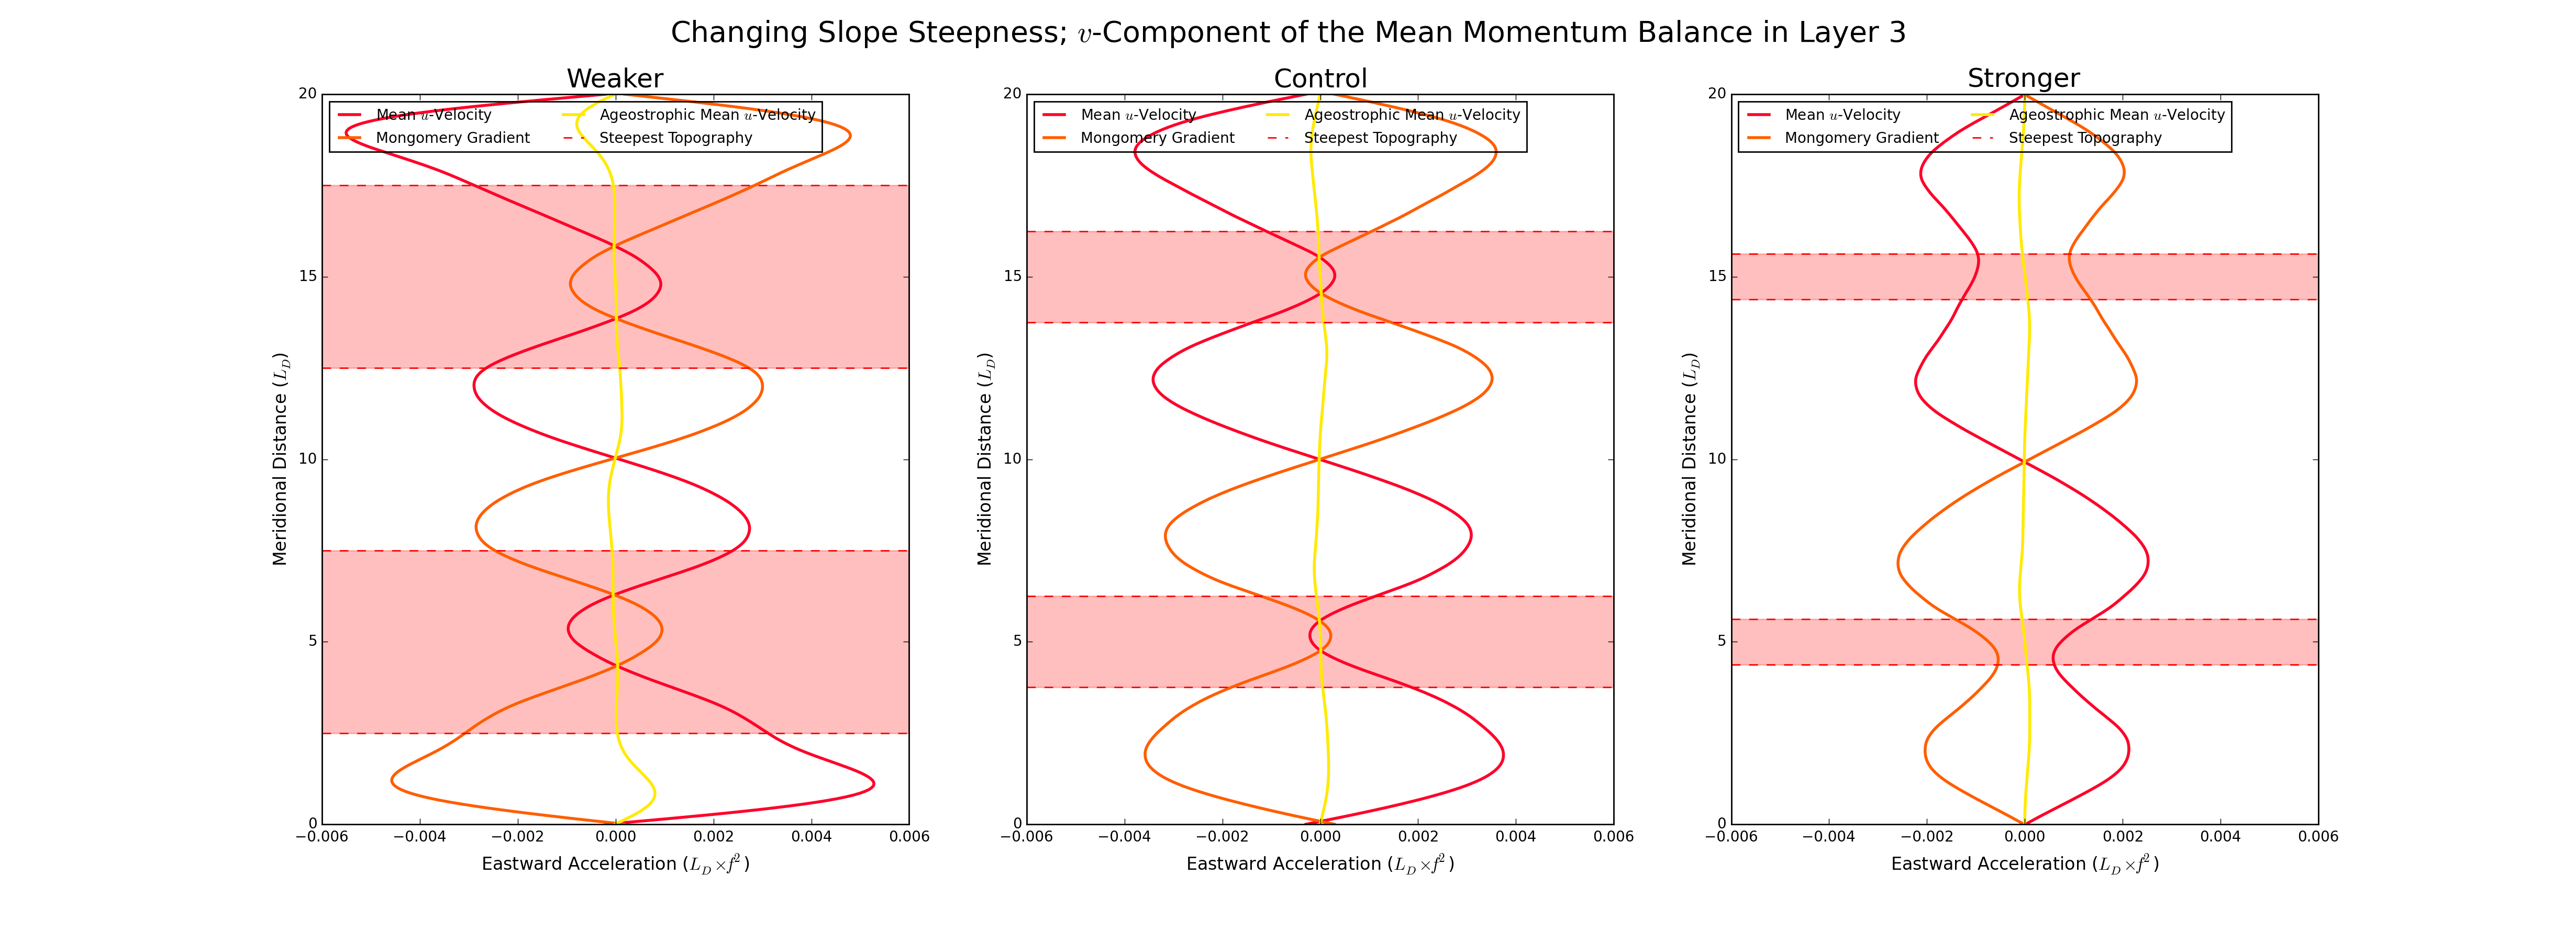 Changing Slope Steepness; v-Component of the Mean Momentum Balance in Layer 3
Weaker
20
15
10
5
0
Meridional Distance (L_D)
Mean u-Velocity
Mongomery Gradient
Ageostrophic Mean u-Velocity
Steepest Topography
−0.006 −0.004 −0.002 0.000 0.002 0.004 0.006
Eastward Acceleration (L_D×f²)
Control
20
15
10
5
0
Meridional Distance (L_D)
Mean u-Velocity
Mongomery Gradient
Ageostrophic Mean u-Velocity
Steepest Topography
−0.006 −0.004 −0.002 0.000 0.002 0.004 0.006
Eastward Acceleration (L_D×f²)
Stronger
20
15
10
5
0
Meridional Distance (L_D)
Mean u-Velocity
Mongomery Gradient
Ageostrophic Mean u-Velocity
Steepest Topography
−0.006 −0.004 −0.002 0.000 0.002 0.004 0.006
Eastward Acceleration (L_D×f²)